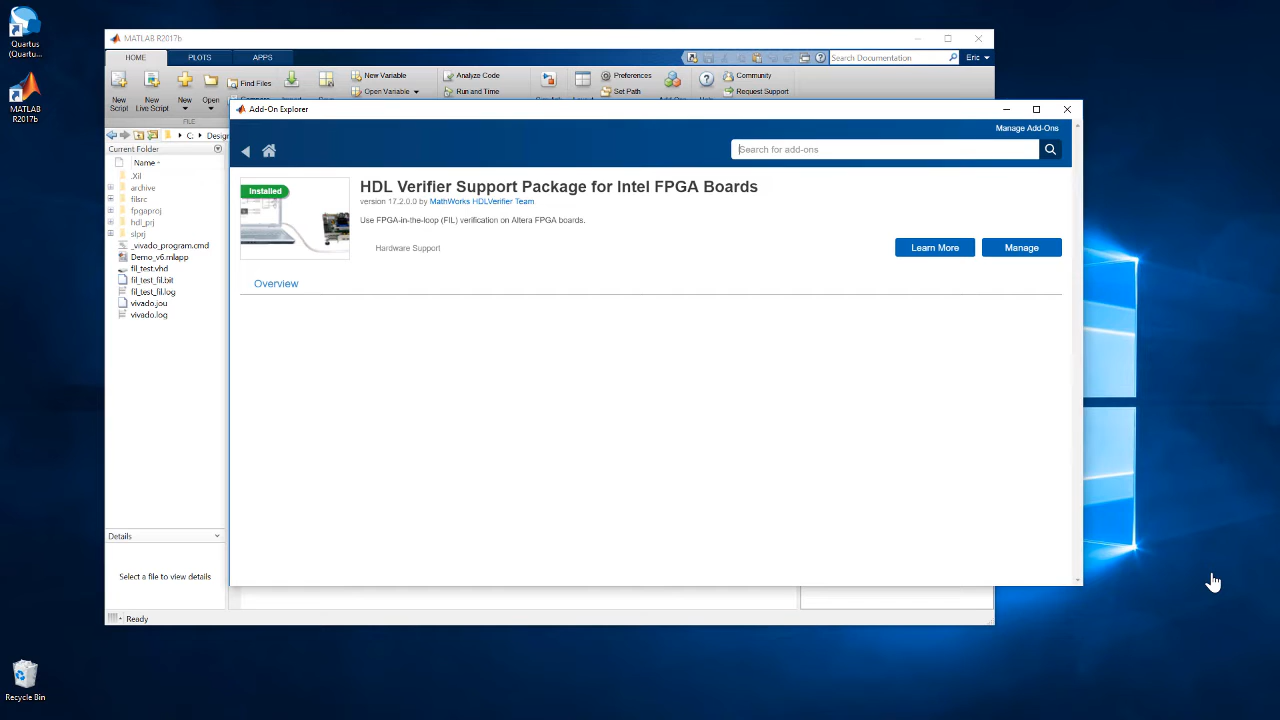 Quartus
(Quartu...
MATLAB
R2017b
Recycle Bin
MATLAB R2017b
HOME
PLOTS
APPS
Search Documentation
Eric
New
Script
New
Live Script
New
Open
Find Files
New Variable
Open Variable
Analyze Code
Run and Time
Preferences
Set Path
Community
Request Support
FILE
C:
Design
Current Folder
Name
.Xil
archive
filsrc
fpgaproj
hdl_prj
slprj
_vivado_program.cmd
Demo_v6.mlapp
fil_test.vhd
fil_test_fil.bit
fil_test_fil.log
vivado.jou
vivado.log
Details
Select a file to view details
Ready
Add-On Explorer
Manage Add-Ons
Search for add-ons
Installed
HDL Verifier Support Package for Intel FPGA Boards
version 17.2.0.0 by MathWorks HDLVerifier Team
Use FPGA-in-the-loop (FIL) verification on Altera FPGA boards.
Hardware Support
Learn More
Manage
Overview